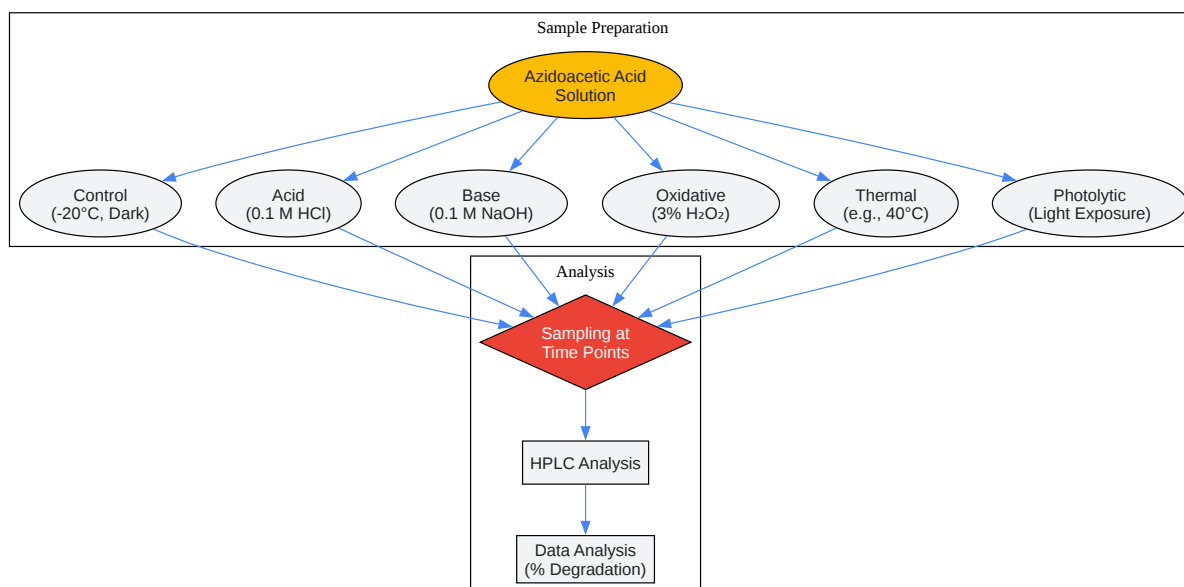 Sample Preparation
Azidoacetic Acid
Solution
Control
(-20°C, Dark)
Acid
(0.1 M HCl)
Base
(0.1 M NaOH)
Oxidative
(3% H₂O₂)
Thermal
(e.g., 40°C)
Photolytic
(Light Exposure)
Analysis
Sampling at
Time Points
HPLC Analysis
Data Analysis
(% Degradation)